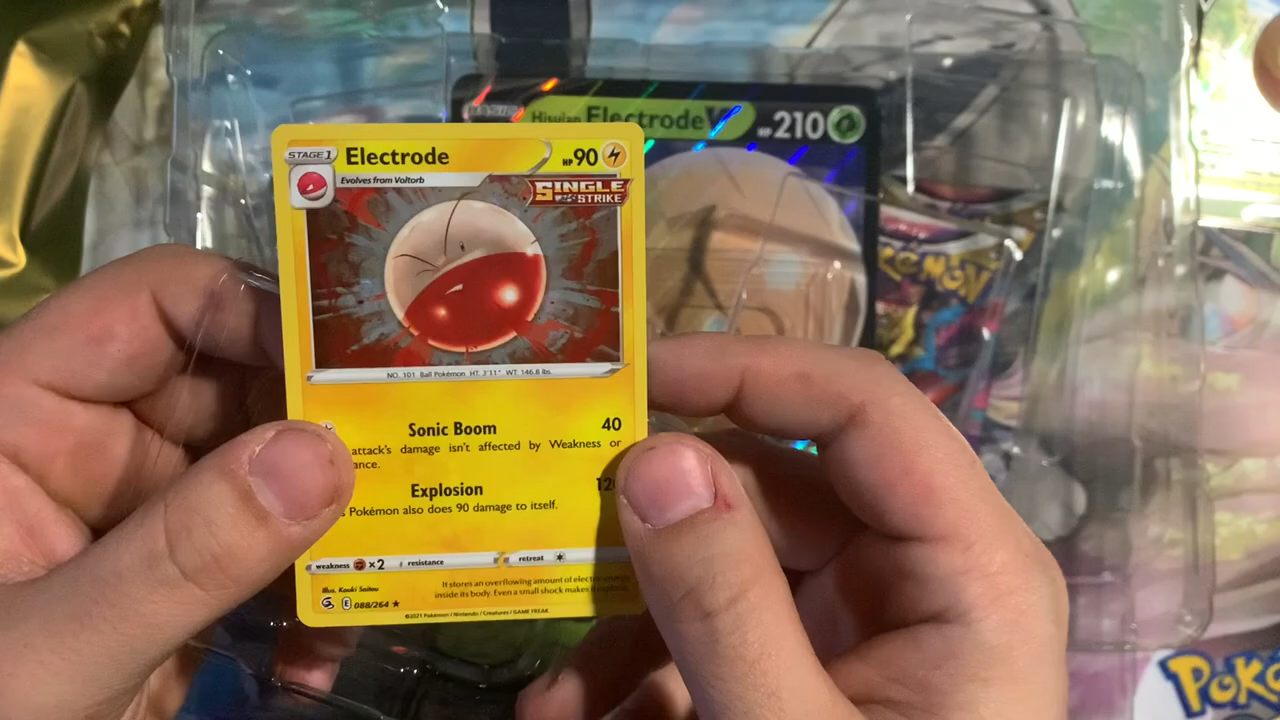 BASIC Hisuian Electrode V HP 210
STAGE 1 Electrode HP 90
Evolves from Voltorb
SINGLE STRIKE
NO. 101 Ball Pokémon HT: 3'11" WT: 146.8 lbs.
Sonic Boom 40
attack's damage isn't affected by Weakness or
Explosion
Pokémon also does 90 damage to itself.
weakness ×2 resistance retreat
Illus. Kouki Saitou
It stores an overflowing amount of electric energy
inside its body. Even a small shock makes it explode.
E 088/264
©2021 Pokémon / Nintendo / Creatures / GAME FREAK